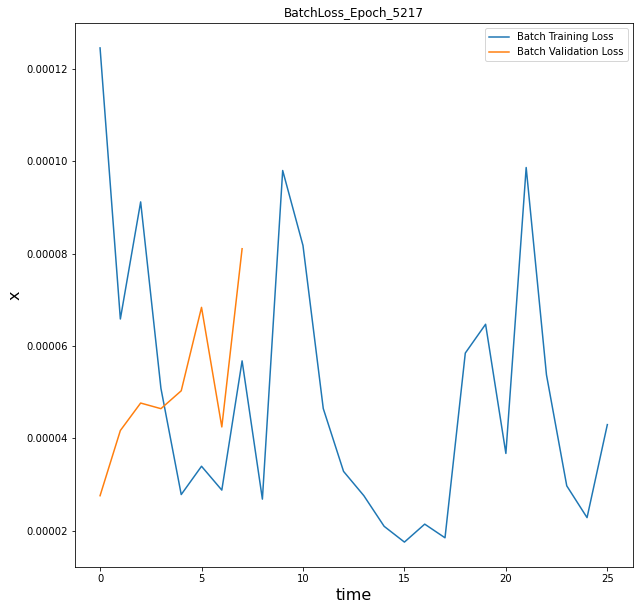 BatchLoss_Epoch_5217
Batch Training Loss
Batch Validation Loss
0.00012
0.00010
0.00008
0.00006
0.00004
0.00002
x
0 5 10 15 20 25
time